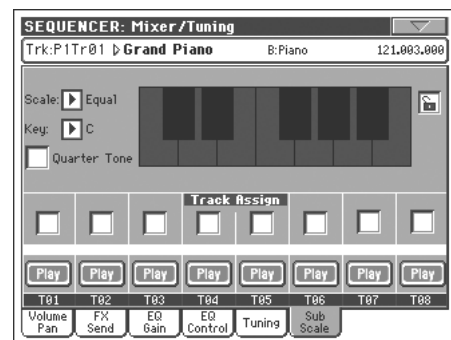 SEQUENCER: Mixer/Tuning
Trk:P1Tr01 Grand Piano B:Piano 121.003.000
Scale: Equal
Key: C
Quarter Tone
Track Assign
Play Play Play Play Play Play Play Play
T01 T02 T03 T04 T05 T06 T07 T08
Volume Pan FX Send EQ Gain EQ Control Tuning Sub Scale